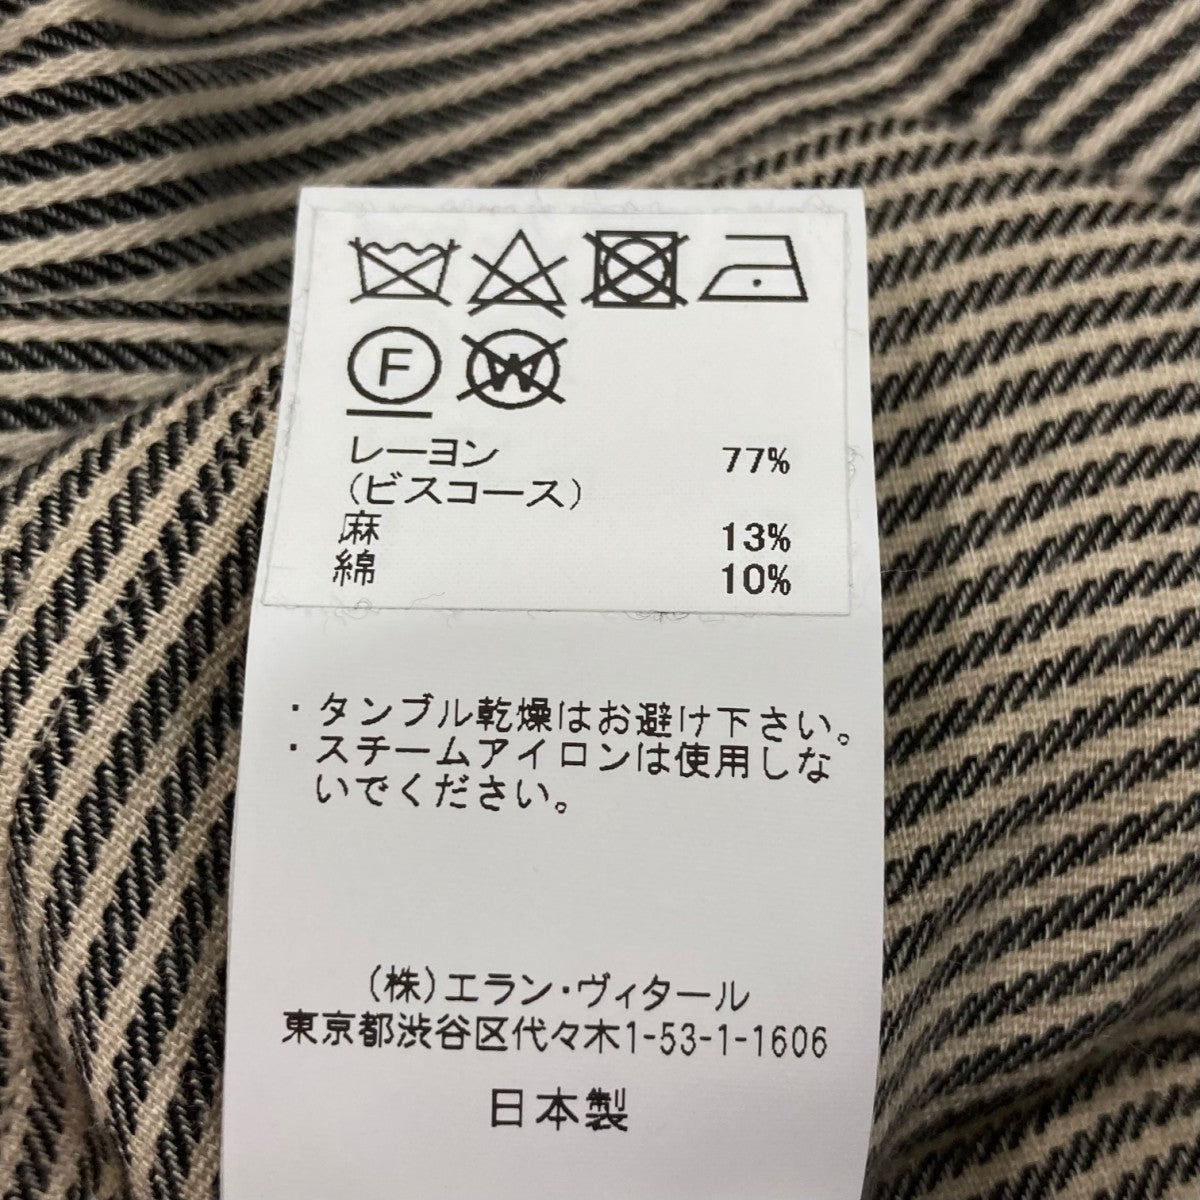 F W
レーヨン 77%
(ビスコース)
麻 13%
綿 10%
・タンブル乾燥はお避け下さい。
・スチームアイロンは使用しな
いでください。
(株)エラン・ヴィタール
東京都渋谷区代々木1-53-1-1606
日本製